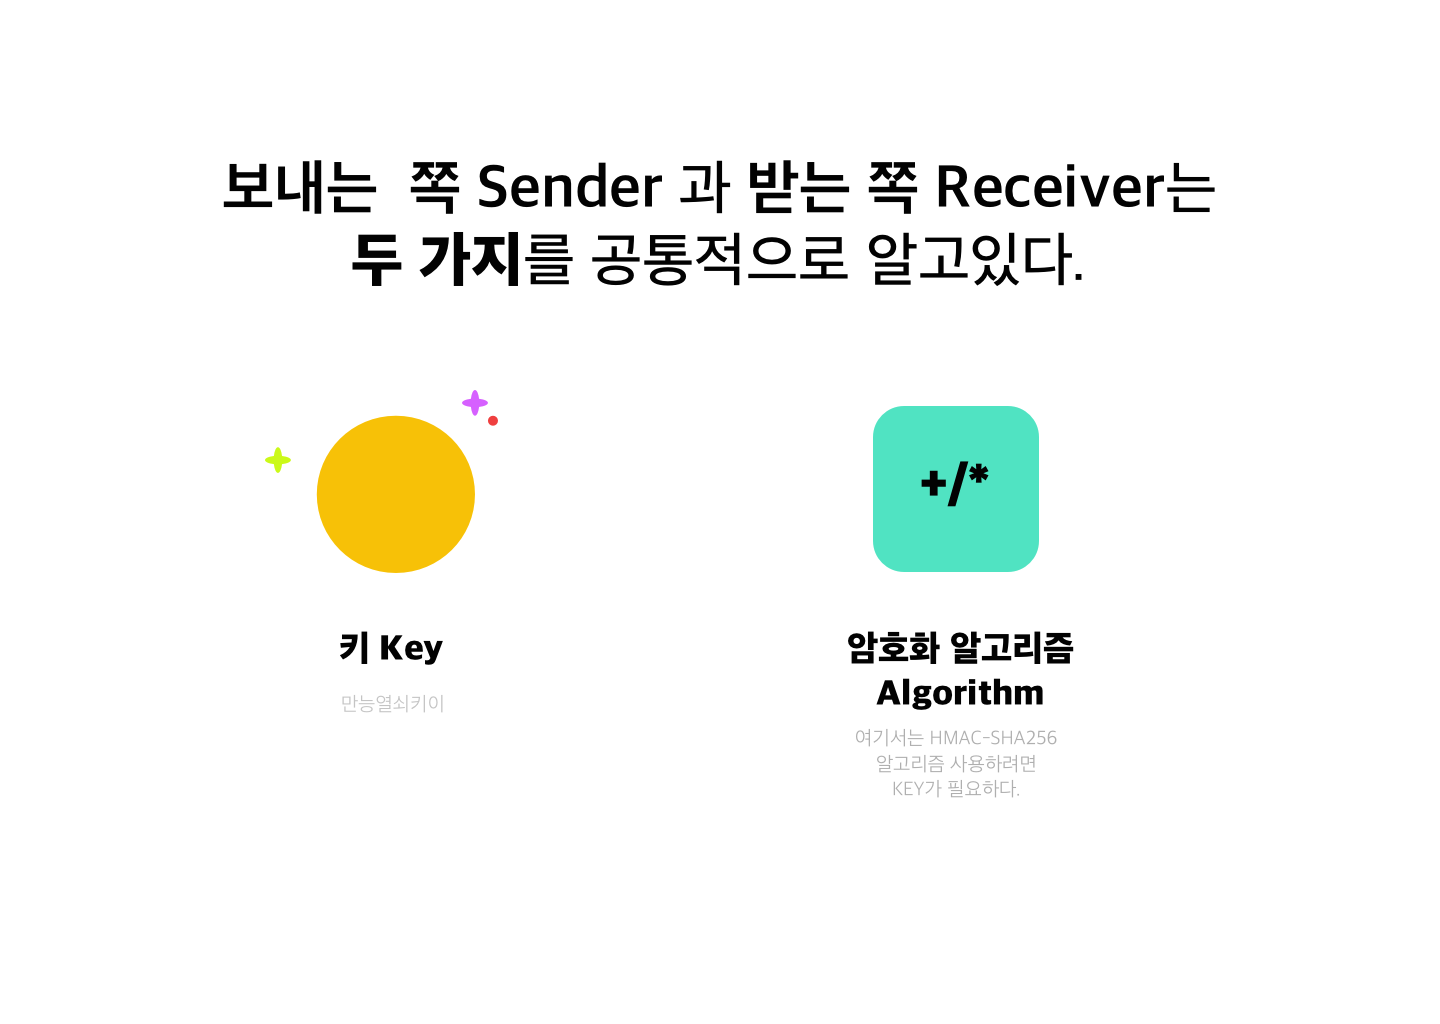 보내는 쪽 Sender 과 받는 쪽 Receiver는
두 가지를 공통적으로 알고있다.
+/*
키 Key
만능열쇠키이
암호화 알고리즘
Algorithm
여기서는 HMAC-SHA256
알고리즘 사용하려면
KEY가 필요하다.